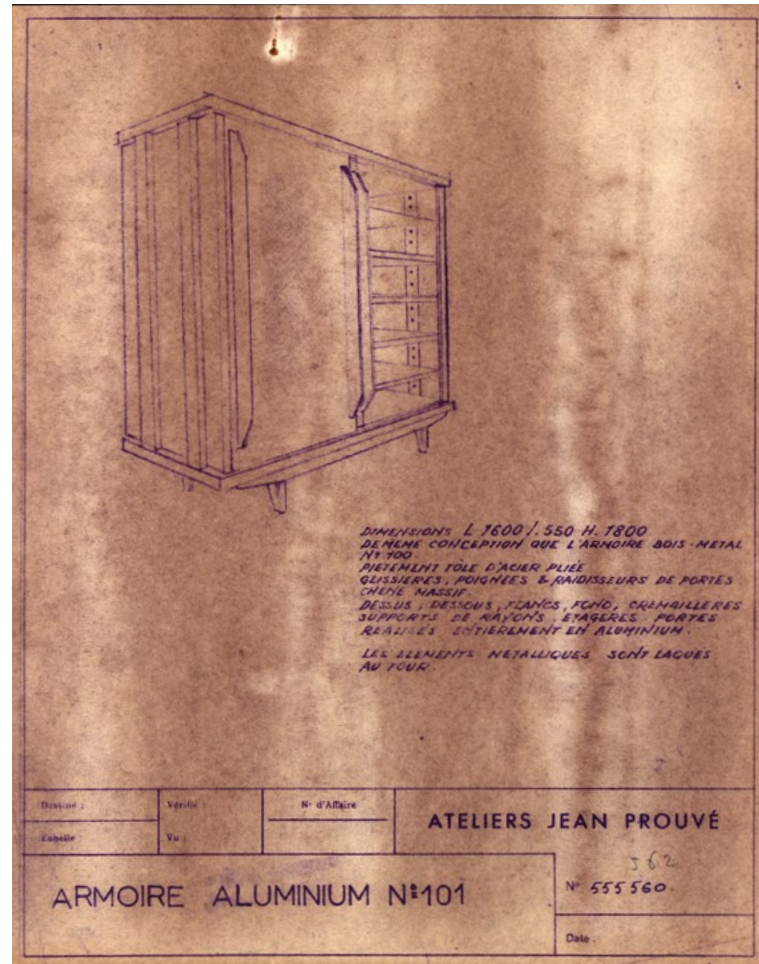 DIMENSIONS L 1600 /. 550 H. 1800
DE MEME CONCEPTION QUE L'ARMOIRE BOIS-METAL
Nº 100.
PIETEMENT TOLE D'ACIER PLIÉE
GLISSIERES, POIGNEES & RAIDISSEURS DE PORTES
CHENE MASSIF.
DESSUS, DESSOUS, FLANCS, FOND, CREMAILLERES
SUPPORTS DE RAYONS, ETAGERES, PORTES
REALISÉS ENTIEREMENT EN ALUMINIUM.
LES ELEMENTS METALLIQUES SONT LAQUES
AU FOUR.
Dessiné :
Vérifié :
Nº d'Affaire
ATELIERS JEAN PROUVÉ
Echelle :
Vu :
562
ARMOIRE ALUMINIUM Nº101
Nº 555560.
Date :